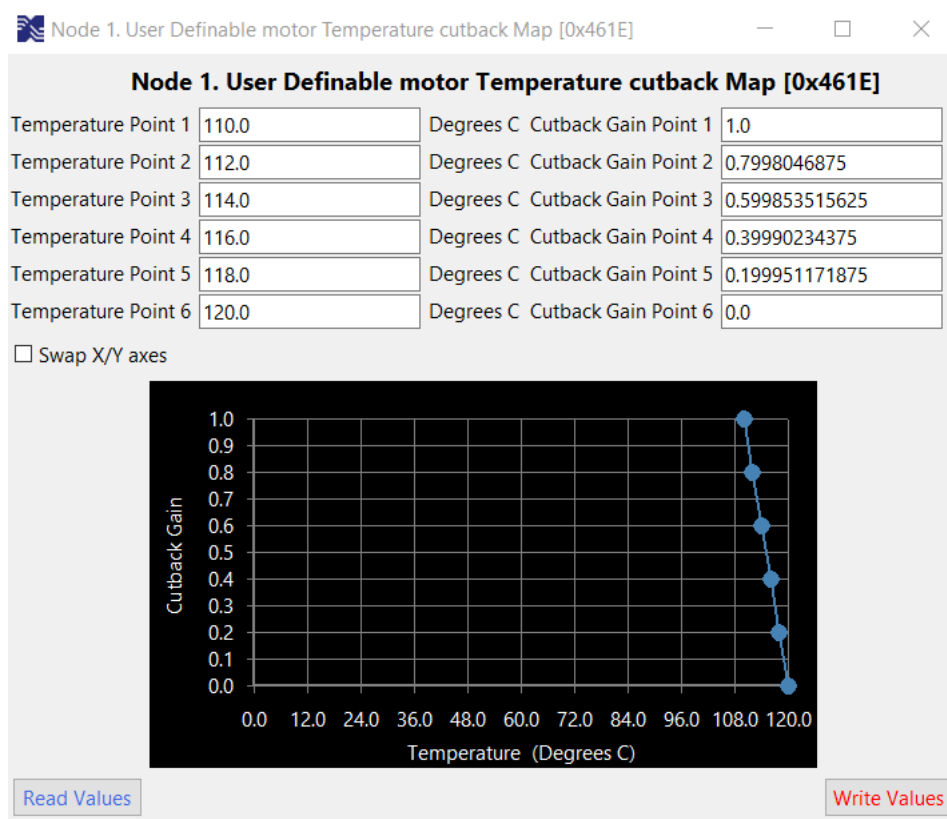 Node 1. User Definable motor Temperature cutback Map [0x461E]
Node 1. User Definable motor Temperature cutback Map [0x461E]
Temperature Point 1 110.0 Degrees C Cutback Gain Point 1 1.0
Temperature Point 2 112.0 Degrees C Cutback Gain Point 2 0.7998046875
Temperature Point 3 114.0 Degrees C Cutback Gain Point 3 0.599853515625
Temperature Point 4 116.0 Degrees C Cutback Gain Point 4 0.39990234375
Temperature Point 5 118.0 Degrees C Cutback Gain Point 5 0.199951171875
Temperature Point 6 120.0 Degrees C Cutback Gain Point 6 0.0
Swap X/Y axes
Cutback Gain
1.0
0.9
0.8
0.7
0.6
0.5
0.4
0.3
0.2
0.1
0.0
0.0 12.0 24.0 36.0 48.0 60.0 72.0 84.0 96.0 108.0 120.0
Temperature (Degrees C)
Read Values Write Values